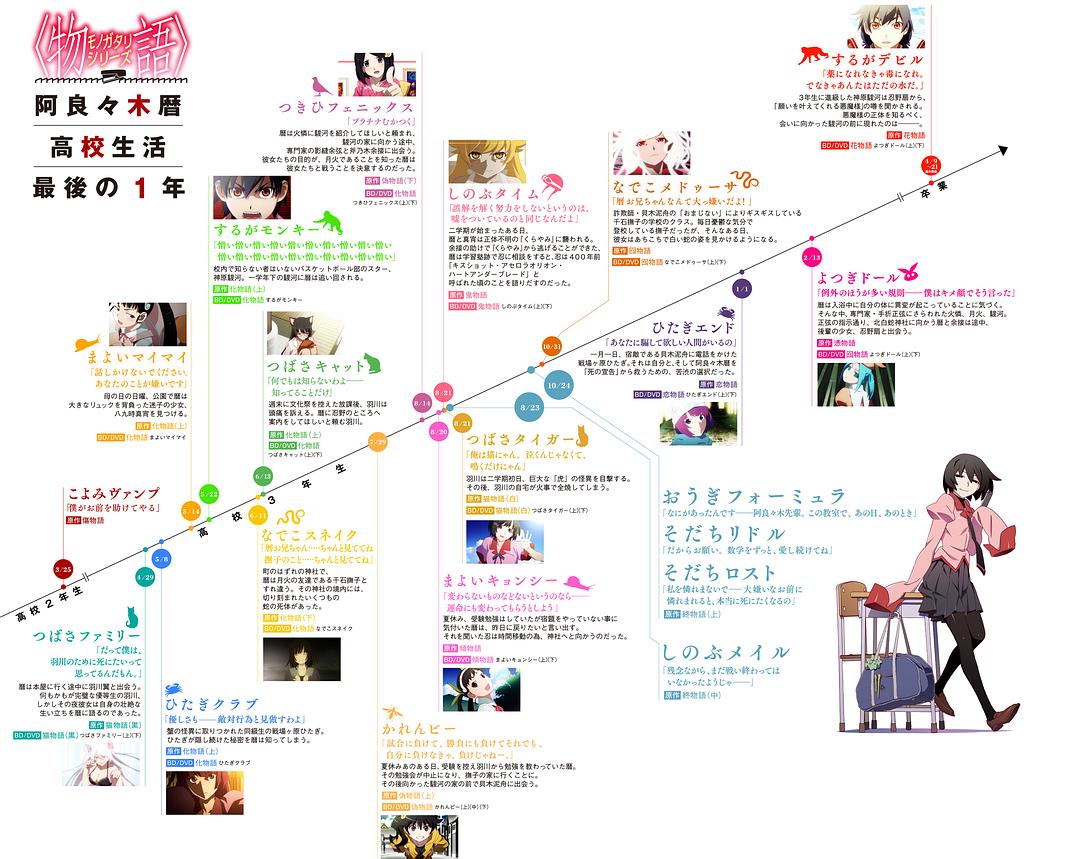 〈物語〉
モノガタリ
シリーズ
阿良々木暦
高校生活
最後の1年
高校2年生
高校3年生
卒業
3/25
こよみヴァンプ
「僕がお前を助けてやる」
原作 傷物語
4/29
つばさファミリー
「だって僕は、
羽川のために死にたいって
思ってるんだもん。」
暦は本屋に行く途中に羽川翼と出会う。
何もかもが完璧な優等生の羽川、
しかしその夜彼女は自身の壮絶な
生い立ちを暦に語るのであった。
原作 猫物語(黒)
BD/DVD 猫物語(黒) つばさファミリー(上)(下)
5/8
ひたぎクラブ
「優しさも——敵対行為と見做すわよ」
蟹の怪異に取りつかれた同級生の戦場ヶ原ひたぎ。
ひたぎが隠し続けた秘密を暦は知ってしまう。
原作 化物語(上)
BD/DVD 化物語 ひたぎクラブ
5/14
まよいマイマイ
「話しかけないでください。
あなたのことが嫌いです」
母の日の日曜、公園で暦は
大きなリュックを背負った迷子の少女、
八九時真宵を見つける。
原作 化物語(上)
BD/DVD 化物語 まよいマイマイ
5/22
するがモンキー
「憎い憎い憎い憎い憎い憎い憎い憎い憎い
憎い憎い憎い憎い憎い憎い憎い憎い憎い」
校内で知らない者はいないバスケットボール部のスター、
神原駿河。一学年下の駿河に暦は追い回される。
原作 化物語(上)
BD/DVD 化物語 するがモンキー
6/11
なでこスネイク
「暦お兄ちゃん……ちゃんと見ててね
撫子のこと……ちゃんと見ててね」
町のはずれの神社で、
暦は月火の友達である千石撫子と
すれ違う。その神社の境内には、
切り刻まれたいくつもの
蛇の死体があった。
原作 化物語(下)
BD/DVD 化物語 なでこスネイク
6/13
つばさキャット
「何でもは知らないわよ——
知ってることだけ」
週末に文化祭を控えた放課後、羽川は
頭痛を訴える。暦に忍野のところへ
案内をしてほしいと頼む羽川。
原作 化物語(上)
BD/DVD 化物語
つばさキャット(上)(下)
7/29
かれんビー
「試合に負けて、勝負にも負けてそれでも、
自分に負けなきゃ、負けじゃねー。」
夏休みあのある日、受験を控え羽川から勉強を教わっていた暦。
その勉強会が中止になり、撫子の家に行くことに。
その後向かった駿河の家の前で貝木泥舟に出会う。
原作 偽物語(上)
BD/DVD 偽物語 かれんビー(上)(中)(下)
8/14
つきひフェニックス
「プラチナむかつく」
暦は火憐に駿河を紹介してほしいと頼まれ、
駿河の家に向かう途中、
専門家の影縫余弦と斧乃木余接に出会う。
彼女たちの目的が、月火であることを知った暦は
彼女たちと戦うことを決意するのだった。
原作 偽物語(下)
BD/DVD 化物語
つきひフェニックス(上)(下)
8/20
まよいキョンシー
「変わらないものなどないというのなら——
運命にも変わってもらうとしよう」
夏休み、受験勉強はしていたが宿題をやっていない事に
気付いた暦は、昨日に戻りたいと言い出す。
それを聞いた忍は時間移動の為、神社へと向かうのだった。
原作 傾物語
BD/DVD 傾物語 まよいキョンシー(上)(下)
8/21
しのぶタイム
「誤解を解く努力をしないというのは、
嘘をついているのと同じなんだよ」
二学期が始まったある日、
暦と真宵は正体不明の「くらやみ」に襲われる。
余接の助けで「くらやみ」から逃げることができた、
暦は学習塾跡で忍に相談をすると、忍は400年前
「キスショット・アセロラオリオン・
ハートアンダーブレード」と
呼ばれた頃のことを語りだすのだった。
原作 鬼物語
BD/DVD 鬼物語 しのぶタイム(上)(下)
8/21
つばさタイガー
「俺は猫にゃん。泣くんじゃなくて、
鳴くだけにゃん」
羽川は二学期初日、巨大な「虎」の怪異を目撃する。
その後、羽川の自宅が火事で全焼してしまう。
原作 猫物語(白)
BD/DVD 猫物語(白) つばさタイガー(上)(下)
8/23
しのぶメイル
「残念ながら、まだ戦い終わっては
いなかったようじゃ——」
原作 終物語(中)
10/24
おうぎフォーミュラ
「なにがあったんです——阿良々木先輩。この教室で、あの日、あのとき」
そだちリドル
「だからお願い。数学をずっと、愛し続けてね」
そだちロスト
「私を憐れまないで——大嫌いなお前に
憐れまれると、本当に死にたくなるの」
原作 終物語(上)
10/31
なでこメドゥーサ
「暦お兄ちゃんなんて大っ嫌いだよ!」
詐欺師・貝木泥舟の「おまじない」によりギスギスしている
千石撫子の学校のクラス。毎日憂鬱な気分で
登校している撫子だったが、そんなある日、
彼女はあちこちで白い蛇の姿を見かけるようになる。
原作 囮物語
BD/DVD 囮物語 なでこメドゥーサ(上)(下)
1/1
ひたぎエンド
「あなたに騙して欲しい人間がいるの」
一月一日、宿敵である貝木泥舟に電話をかけた
戦場ヶ原ひたぎ。それは自分と、そして阿良々木暦を
「死の宣告」から救うための、苦渋の選択だった。
原作 恋物語
BD/DVD 恋物語 ひたぎエンド(上)(下)
2/13
よつぎドール
「例外のほうが多い規則——僕はキメ顔でそう言った」
暦は入浴中に自分の体に異変が起こっていることに気づく。
そんな中、専門家・手折正弦にさらわれた火憐、月火、駿河。
正弦の指示通り、北白蛇神社に向かう暦と余接は途中、
後輩の少女、忍野扇と出会う。
原作 憑物語
BD/DVD 囮物語 よつぎドール(上)(下)
4/9
~21
するがデビル
「薬になれなきゃ毒になれ。
でなきゃあんたはただの水だ。」
3年生に進級した神原駿河は忍野扇から、
「願いを叶えてくれる悪魔様」の噂を聞かされる。
悪魔様の正体を知るべく、
会いに向かった駿河の前に現れたのは———。
原作 花物語
BD/DVD 花物語 よつぎドール(上)(下)